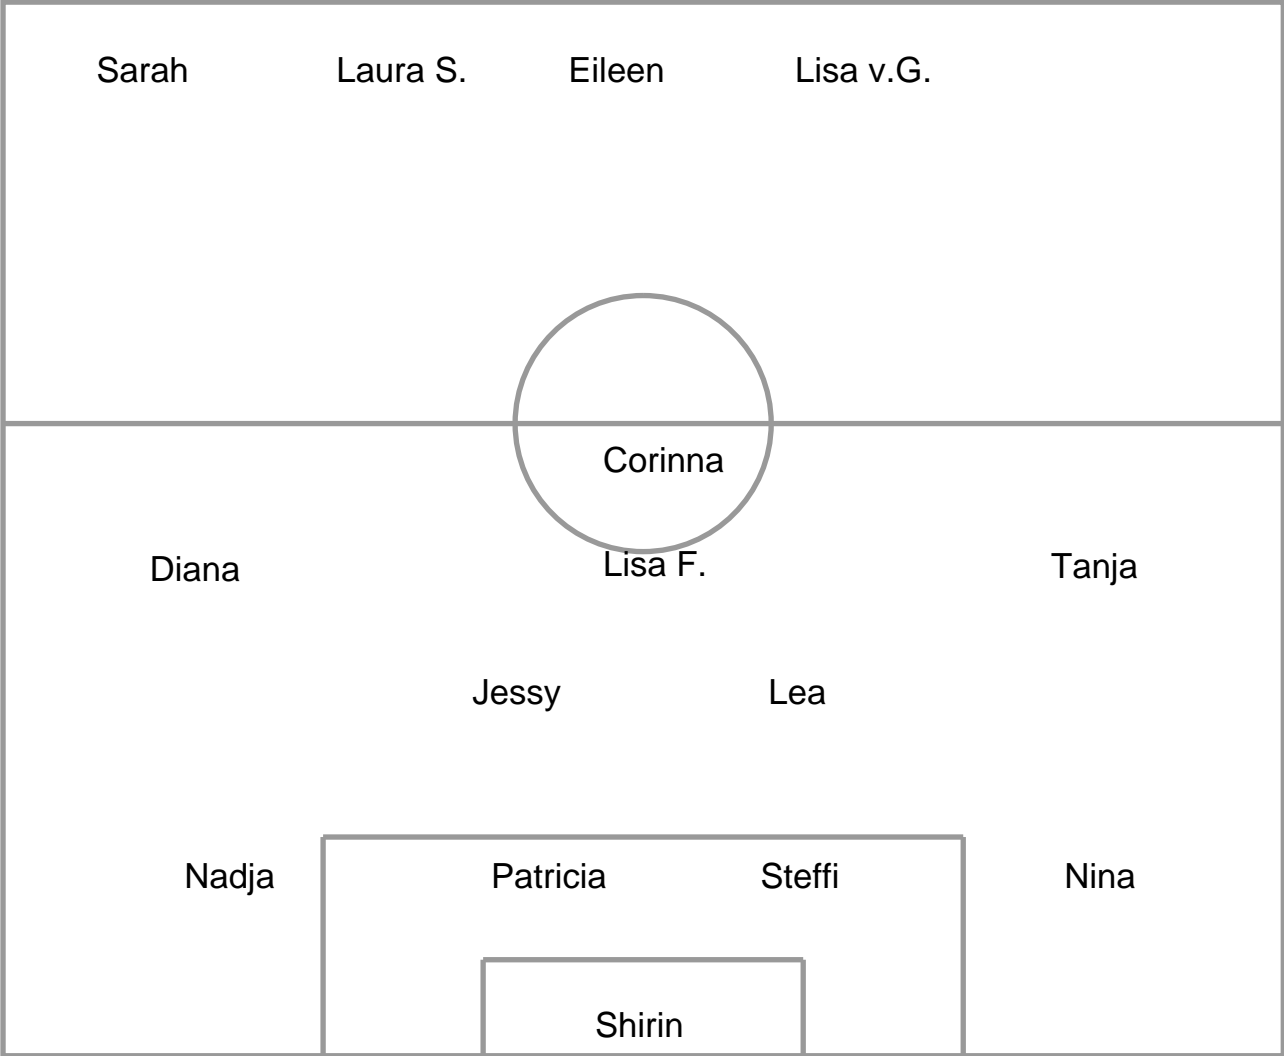 Sarah Laura S. Eileen Lisa v.G.
Corinna
Diana Lisa F. Tanja
Jessy Lea
Nadja Patricia Steffi Nina
Shirin